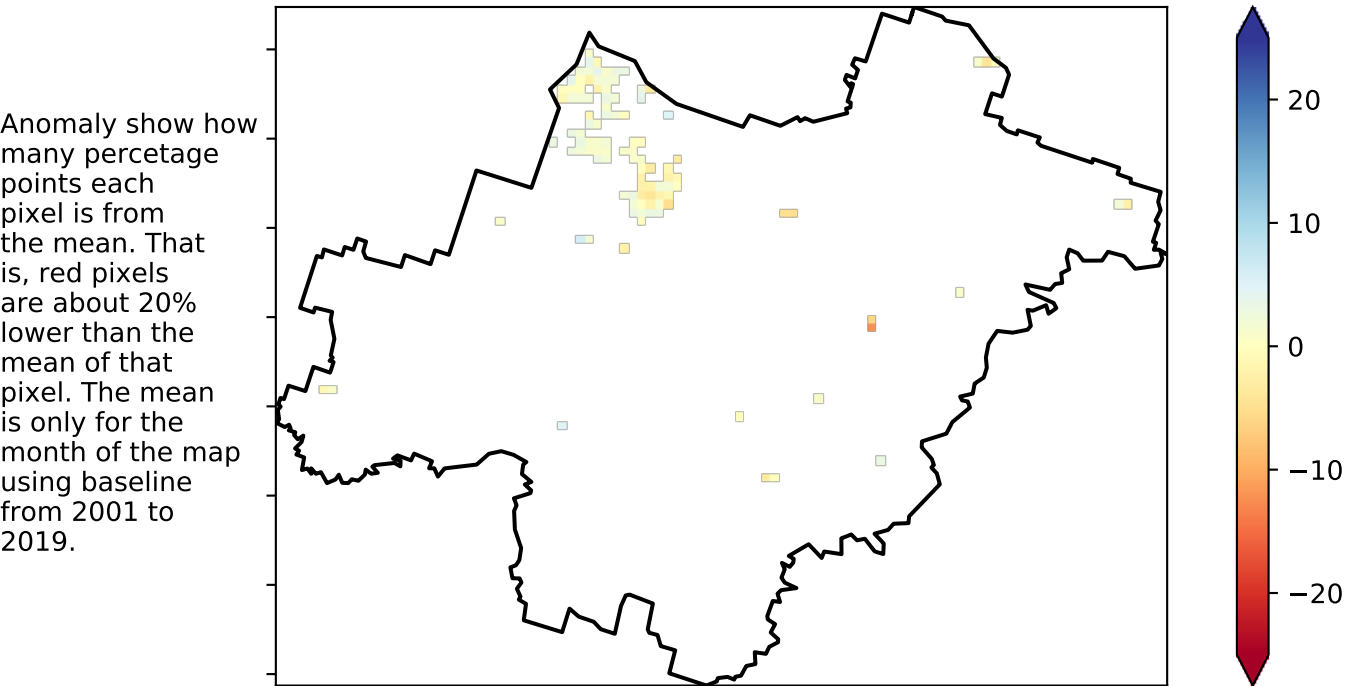 Anomaly show how
many percetage
points each
pixel is from
the mean. That
is, red pixels
are about 20%
lower than the
mean of that
pixel. The mean
is only for the
month of the map
using baseline
from 2001 to
2019.
20
10
0
−10
−20